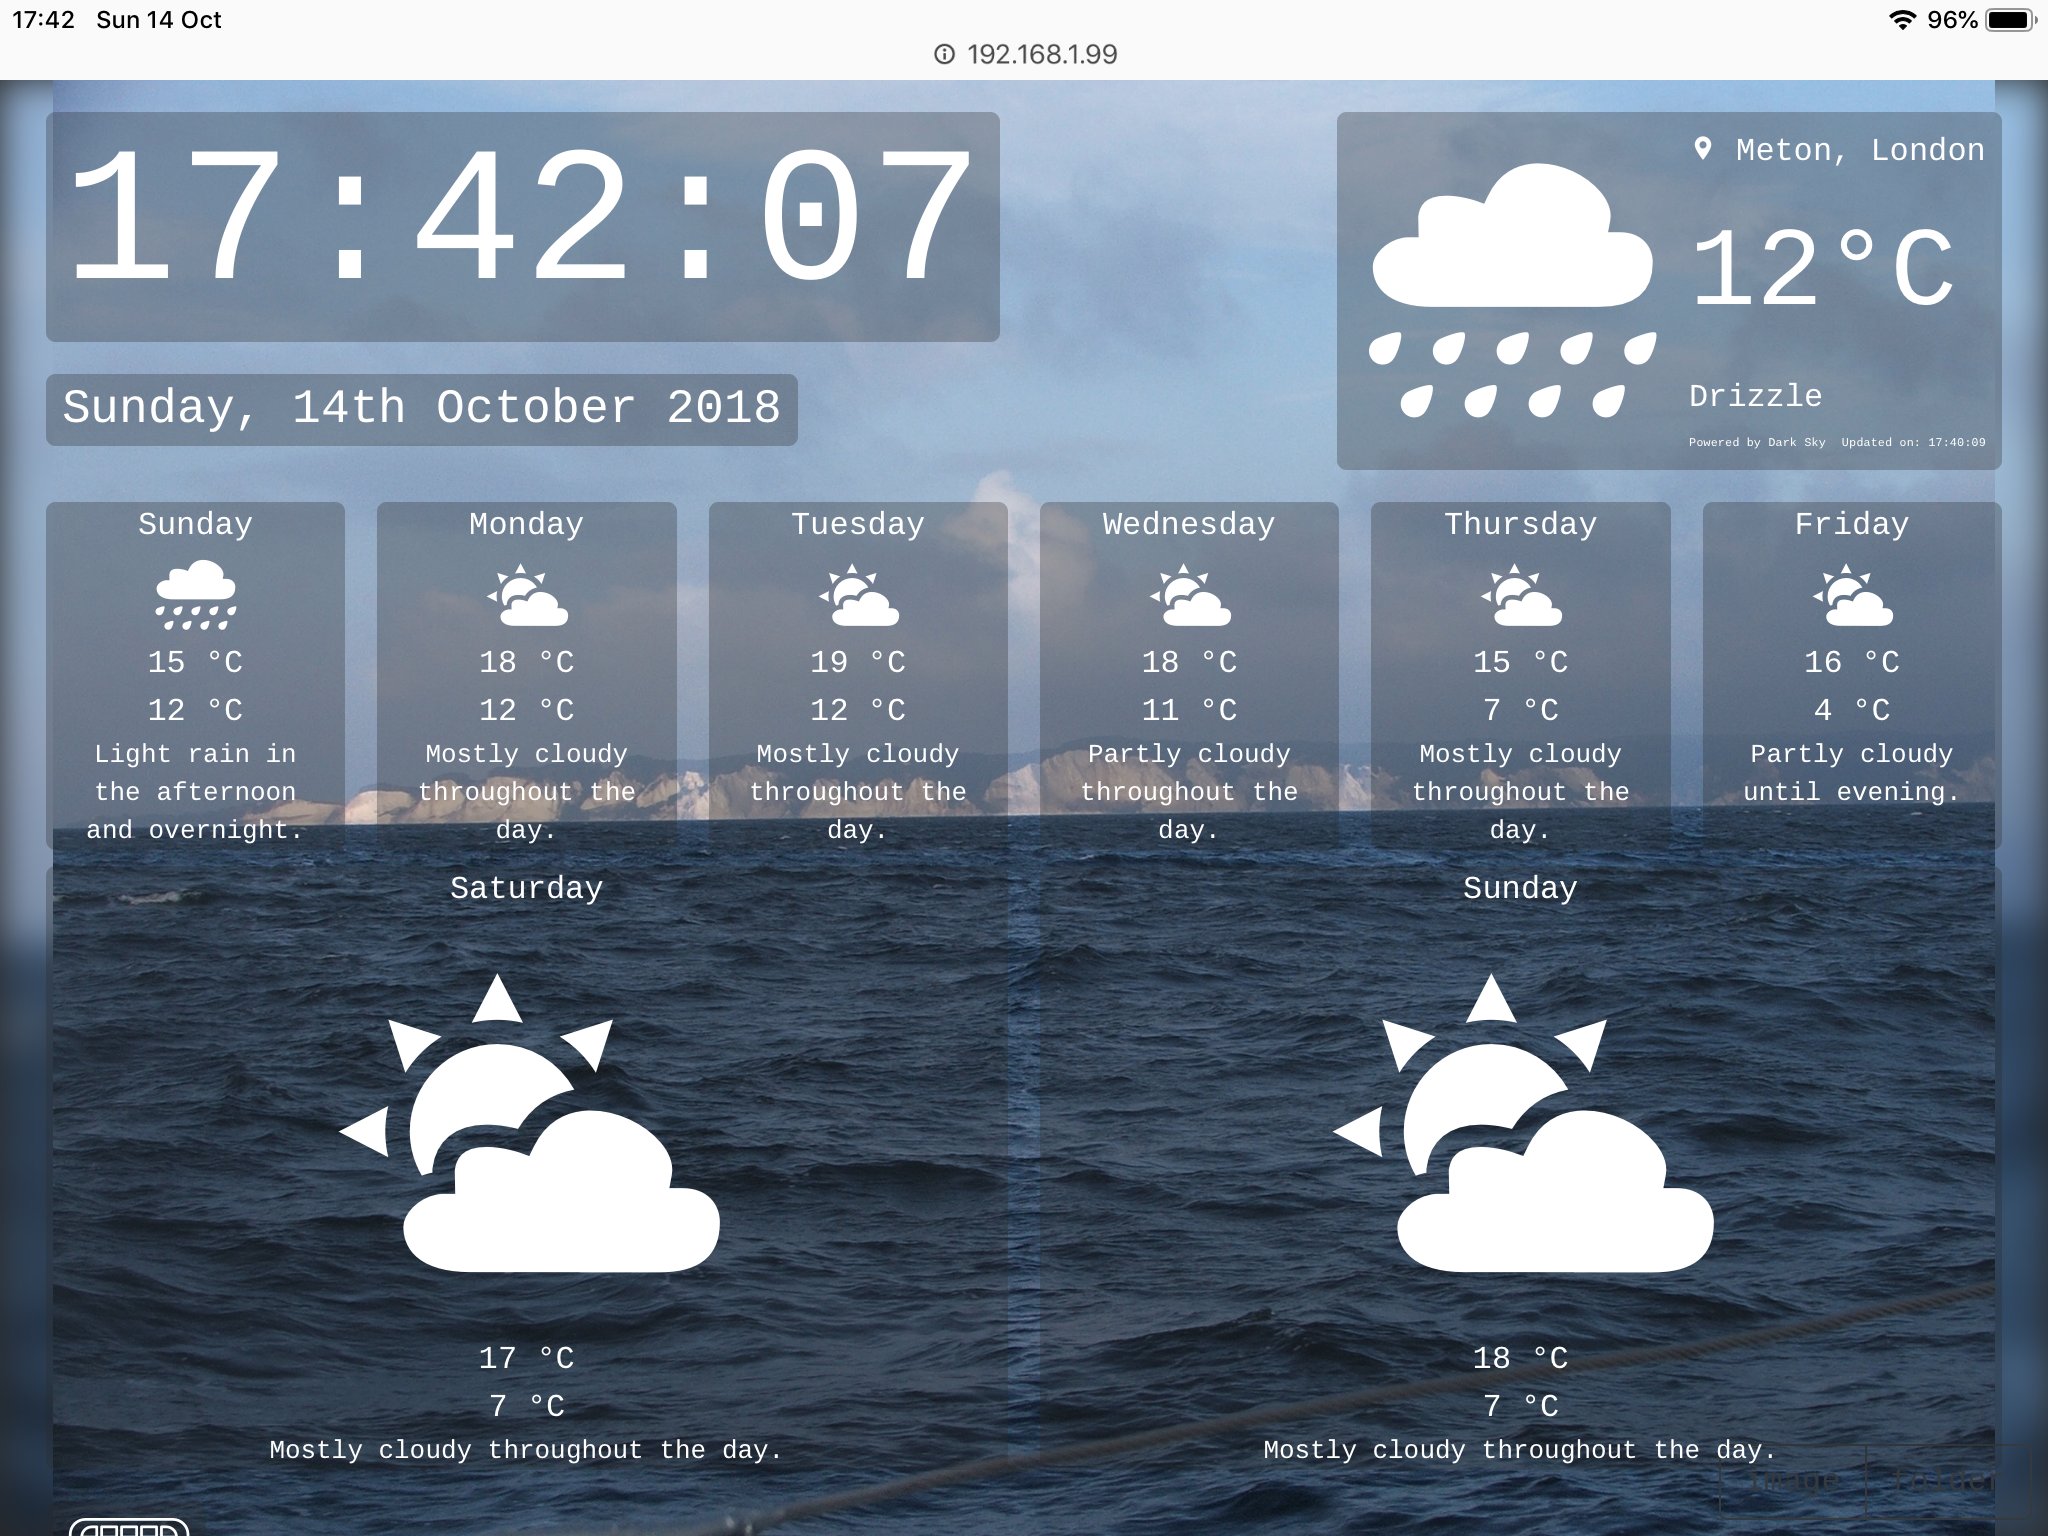 17:42 Sun 14 Oct
96%
192.168.1.99
17:42:07
Meton, London
12°C
Drizzle
Powered by Dark Sky Updated on: 17:40:09
Sunday, 14th October 2018
Sunday
15 °C
12 °C
Light rain in
the afternoon
and overnight.
Monday
18 °C
12 °C
Mostly cloudy
throughout the
day.
Tuesday
19 °C
12 °C
Mostly cloudy
throughout the
day.
Wednesday
18 °C
11 °C
Partly cloudy
throughout the
day.
Thursday
15 °C
7 °C
Mostly cloudy
throughout the
day.
Friday
16 °C
4 °C
Partly cloudy
until evening.
Saturday
17 °C
7 °C
Mostly cloudy throughout the day.
Sunday
18 °C
7 °C
Mostly cloudy throughout the day.
image folder